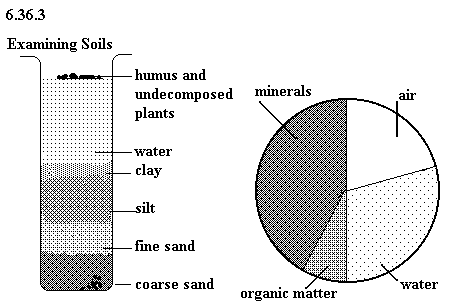 6.36.3
Examining Soils
humus and
undecomposed
plants
water
clay
silt
fine sand
coarse sand
minerals
air
organic matter
water